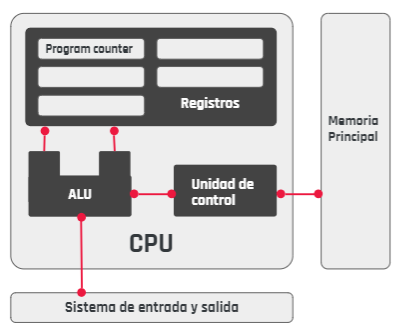 Program counter
Registros
ALU
Unidad de
control
CPU
Memoria
Principal
Sistema de entrada y salida